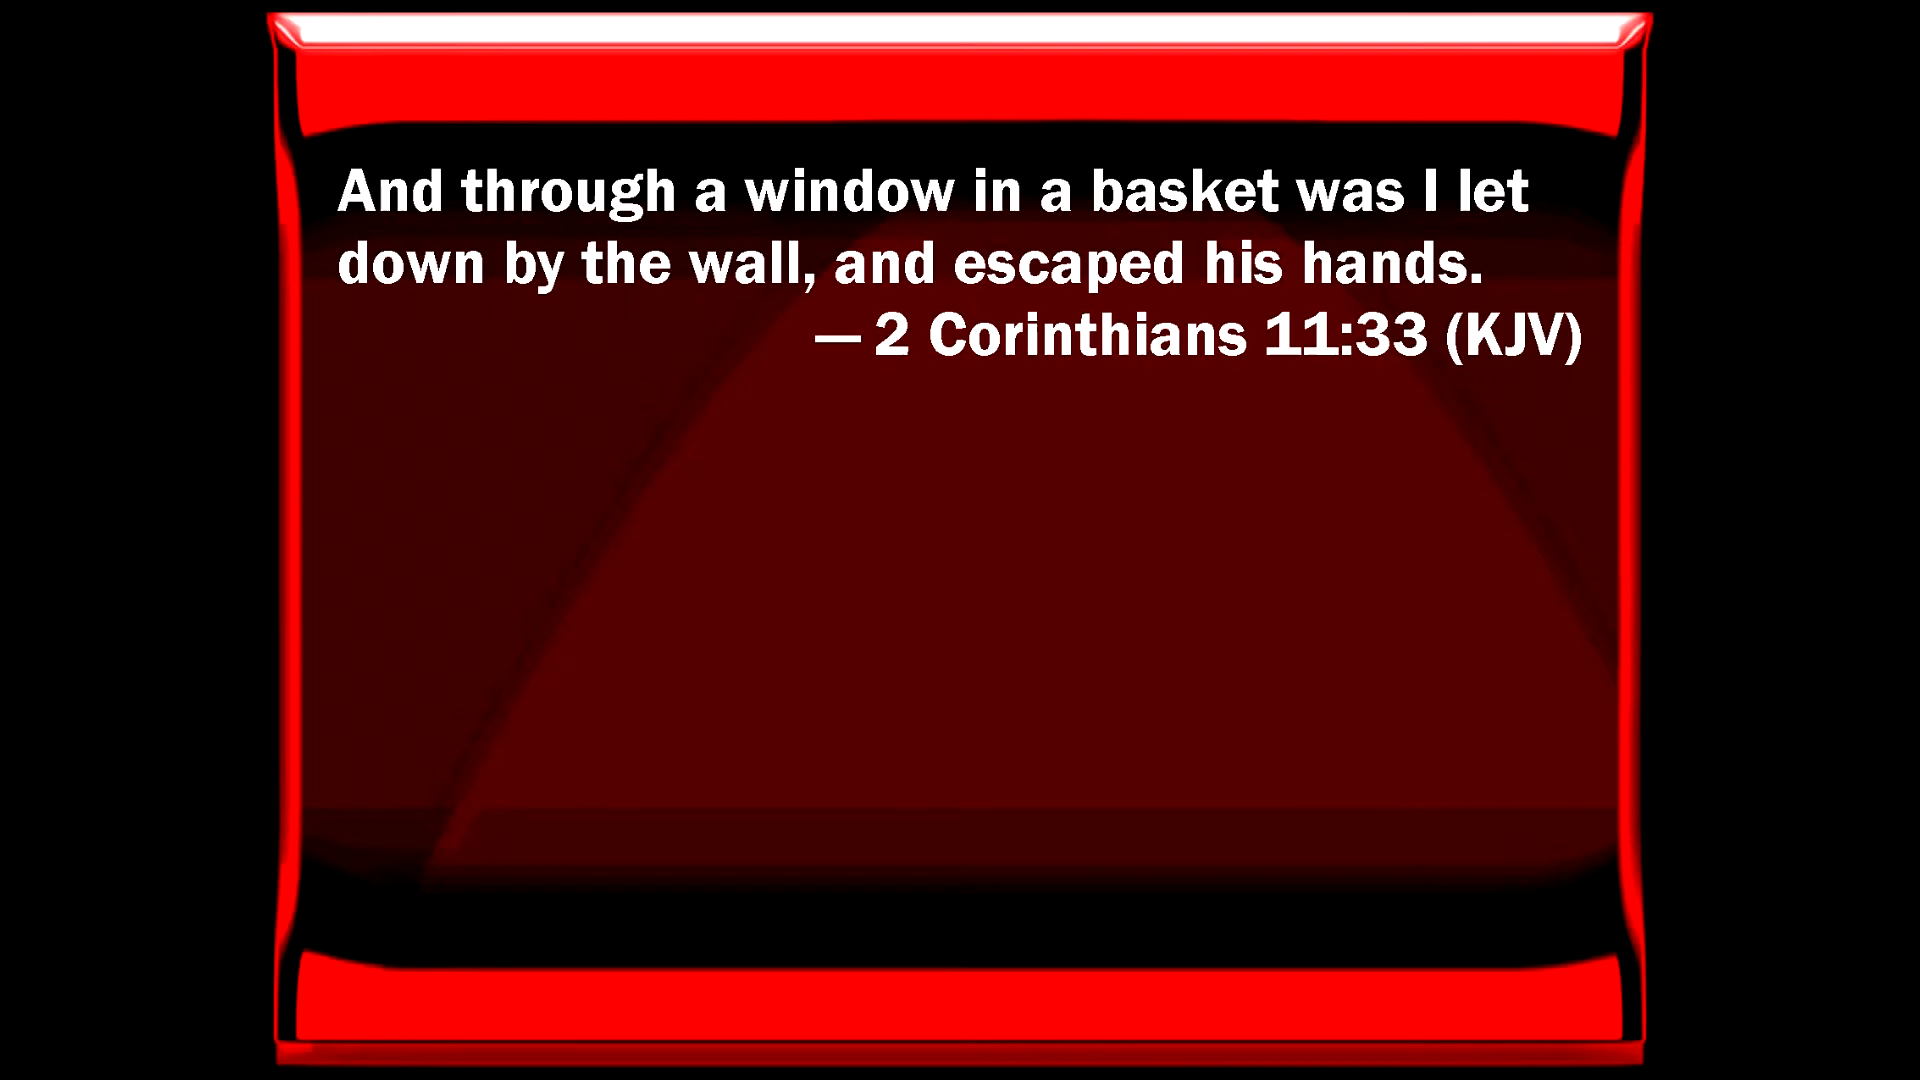 And through a window in a basket was I let
down by the wall, and escaped his hands.
— 2 Corinthians 11:33 (KJV)